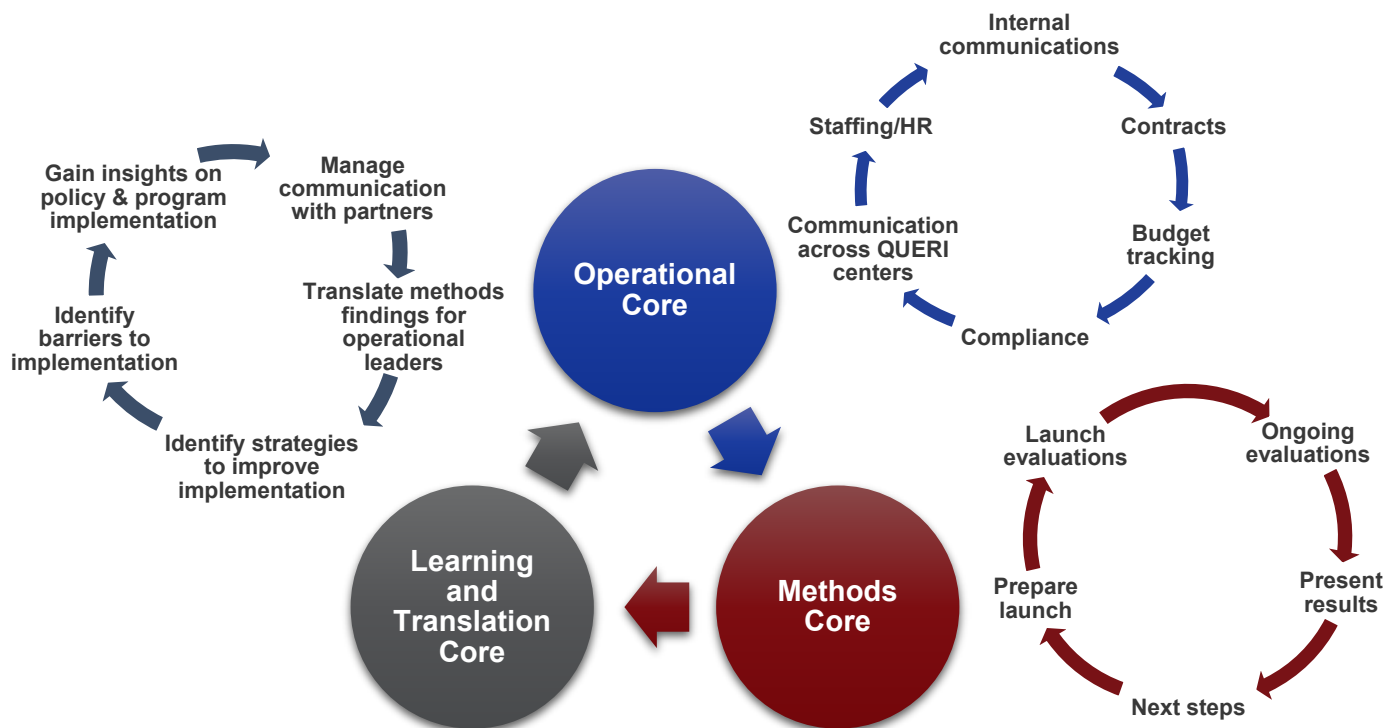 Internal
communications
Staffing/HR
Contracts
Communication
across QUERI
centers
Budget
tracking
Compliance
Gain insights on
policy & program
implementation
Manage
communication
with partners
Translate methods
findings for
operational
leaders
Identify
barriers to
implementation
Identify strategies
to improve
implementation
Operational
Core
Learning
and
Translation
Core
Methods
Core
Launch
evaluations
Ongoing
evaluations
Prepare
launch
Present
results
Next steps